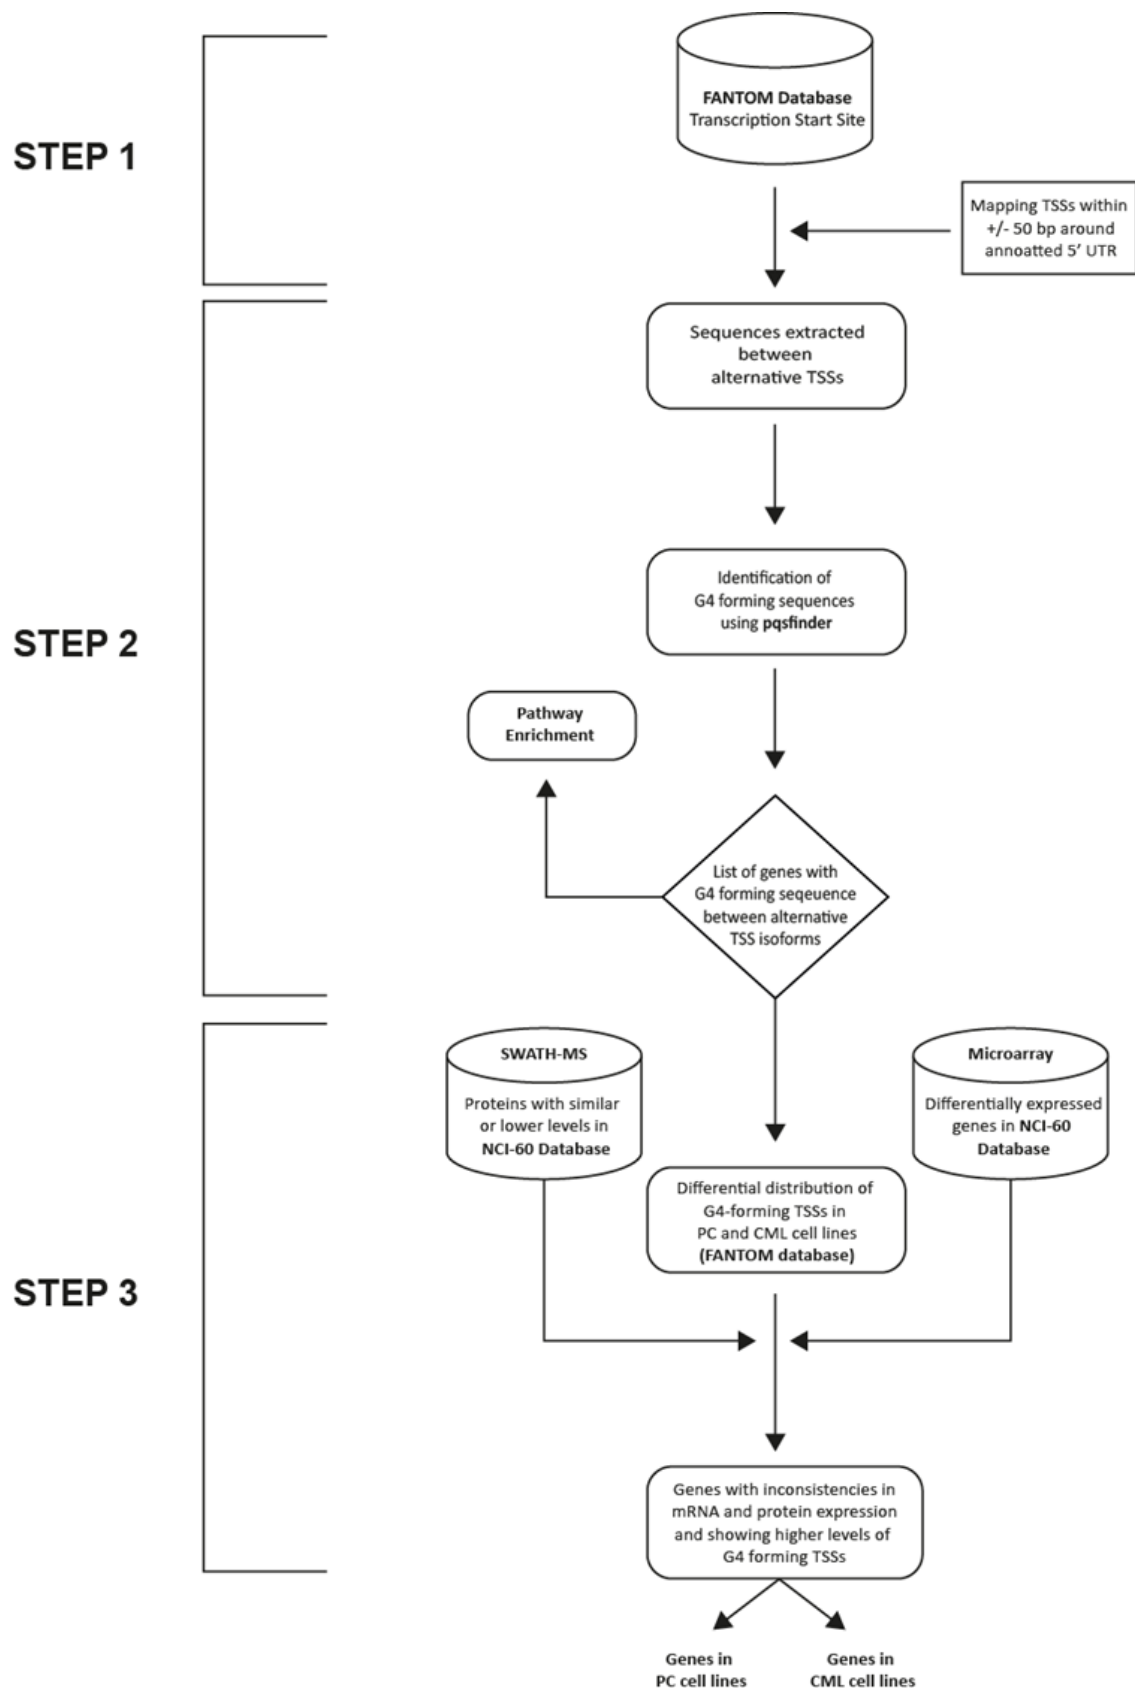 STEP 1
FANTOM Database
Transcription Start Site
Mapping TSSs within
+/- 50 bp around
annoatted 5' UTR
STEP 2
Sequences extracted
between
alternative TSSs
Identification of
G4 forming sequences
using pqsfinder
Pathway
Enrichment
List of genes with
G4 forming seqeuence
between alternative
TSS isoforms
STEP 3
SWATH-MS
Proteins with similar
or lower levels in
NCI-60 Database
Microarray
Differentially expressed
genes in NCI-60
Database
Differential distribution of
G4-forming TSSs in
PC and CML cell lines
(FANTOM database)
Genes with inconsistencies in
mRNA and protein expression
and showing higher levels of
G4 forming TSSs
Genes in
PC cell lines
Genes in
CML cell lines